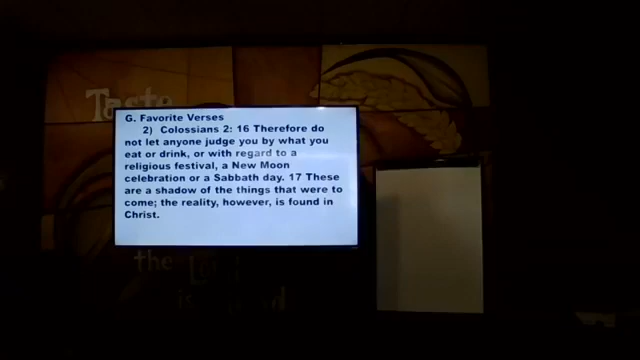 Taste
G. Favorite Verses
2) Colossians 2: 16 Therefore do
not let anyone judge you by what you
eat or drink, or with regard to a
religious festival, a New Moon
celebration or a Sabbath day. 17 These
are a shadow of the things that were to
come; the reality, however, is found in
Christ.
the
is